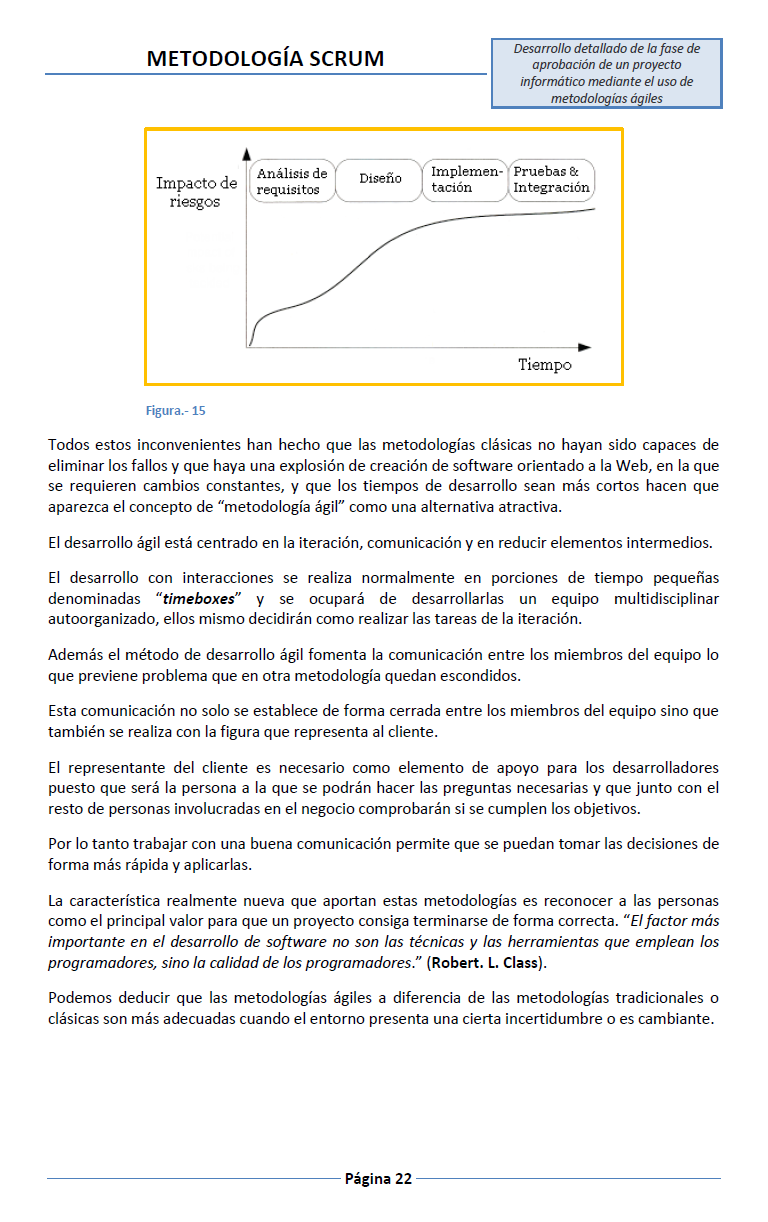 METODOLOGÍA SCRUM
Desarrollo detallado de la fase de
aprobación de un proyecto
informático mediante el uso de
metodologías ágiles
Impacto de
riesgos
Análisis de
requisitos
Diseño
Implemen-
tación
Pruebas &
Integración
Tiempo
Figura.- 15
Todos estos inconvenientes han hecho que las metodologías clásicas no hayan sido capaces de
eliminar los fallos y que haya una explosión de creación de software orientado a la Web, en la que
se requieren cambios constantes, y que los tiempos de desarrollo sean más cortos hacen que
aparezca el concepto de “metodología ágil” como una alternativa atractiva.
El desarrollo ágil está centrado en la iteración, comunicación y en reducir elementos intermedios.
El desarrollo con interacciones se realiza normalmente en porciones de tiempo pequeñas
denominadas “timeboxes” y se ocupará de desarrollarlas un equipo multidisciplinar
autoorganizado, ellos mismo decidirán como realizar las tareas de la iteración.
Además el método de desarrollo ágil fomenta la comunicación entre los miembros del equipo lo
que previene problema que en otra metodología quedan escondidos.
Esta comunicación no solo se establece de forma cerrada entre los miembros del equipo sino que
también se realiza con la figura que representa al cliente.
El representante del cliente es necesario como elemento de apoyo para los desarrolladores
puesto que será la persona a la que se podrán hacer las preguntas necesarias y que junto con el
resto de personas involucradas en el negocio comprobarán si se cumplen los objetivos.
Por lo tanto trabajar con una buena comunicación permite que se puedan tomar las decisiones de
forma más rápida y aplicarlas.
La característica realmente nueva que aportan estas metodologías es reconocer a las personas
como el principal valor para que un proyecto consiga terminarse de forma correcta. “El factor más
importante en el desarrollo de software no son las técnicas y las herramientas que emplean los
programadores, sino la calidad de los programadores.” (Robert. L. Class).
Podemos deducir que las metodologías ágiles a diferencia de las metodologías tradicionales o
clásicas son más adecuadas cuando el entorno presenta una cierta incertidumbre o es cambiante.
Página 22